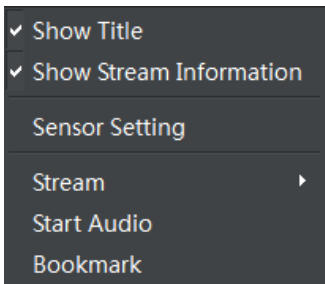 Show Title
Show Stream Information
Sensor Setting
Stream
Start Audio
Bookmark